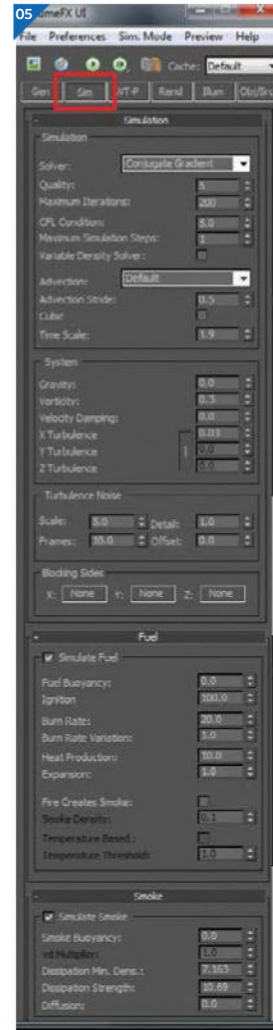 05
meFX UI
File Preferences Sim. Mode Preview Help
Cache: Default
Gen Sim WT-P Rend Illum Obj/Src
- Simulation
Simulation
Solver: Conjugate Gradient
Quality: 5
Maximum Iterations: 200
CFL Condition: 5.0
Maximum Simulation Steps: 1
Variable Density Solver:
Advection: Default
Advection Stride: 0.5
Cubic
Time Scale: 1.9
System
Gravity: 0.0
Vorticity: 0.3
Velocity Damping: 0.0
X Turbulence 0.03
Y Turbulence 0.0
Z Turbulence 0.0
Turbulence Noise
Scale: 5.0 Detail: 1.0
Frames: 10.0 Offset: 0.0
Blocking Sides
X: None Y: None Z: None
- Fuel
Simulate Fuel
Fuel Buoyancy: 0.0
Ignition 100.0
Burn Rate: 20.0
Burn Rate Variation: 1.0
Heat Production: 10.0
Expansion: 1.0
Fire Creates Smoke:
Smoke Density: 0.1
Temperature Based :
Temperature Threshold: 1.0
- Smoke
Simulate Smoke
Smoke Buoyancy: 0.0
vd Multiplier: 1.0
Dissipation Min. Dens.: 7.163
Dissipation Strength: 10.69
Diffusion: 0.0